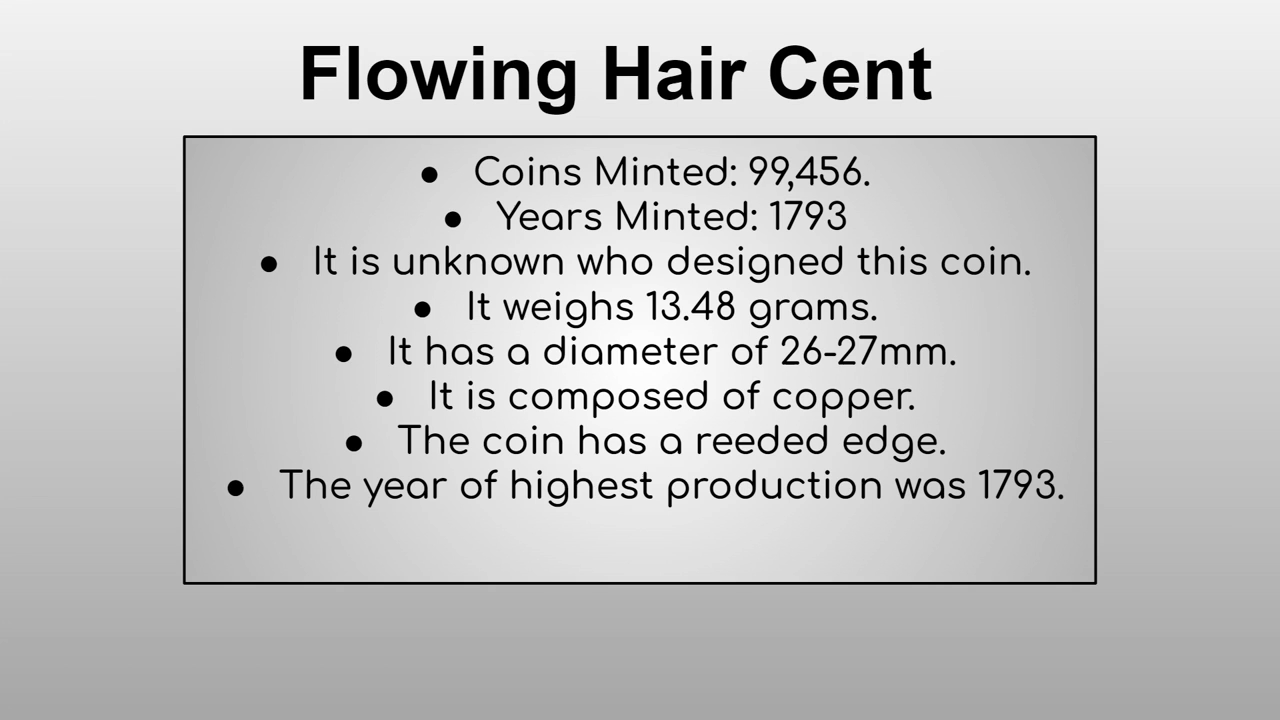 Flowing Hair Cent
● Coins Minted: 99,456.
● Years Minted: 1793
● It is unknown who designed this coin.
● It weighs 13.48 grams.
● It has a diameter of 26-27mm.
● It is composed of copper.
● The coin has a reeded edge.
● The year of highest production was 1793.